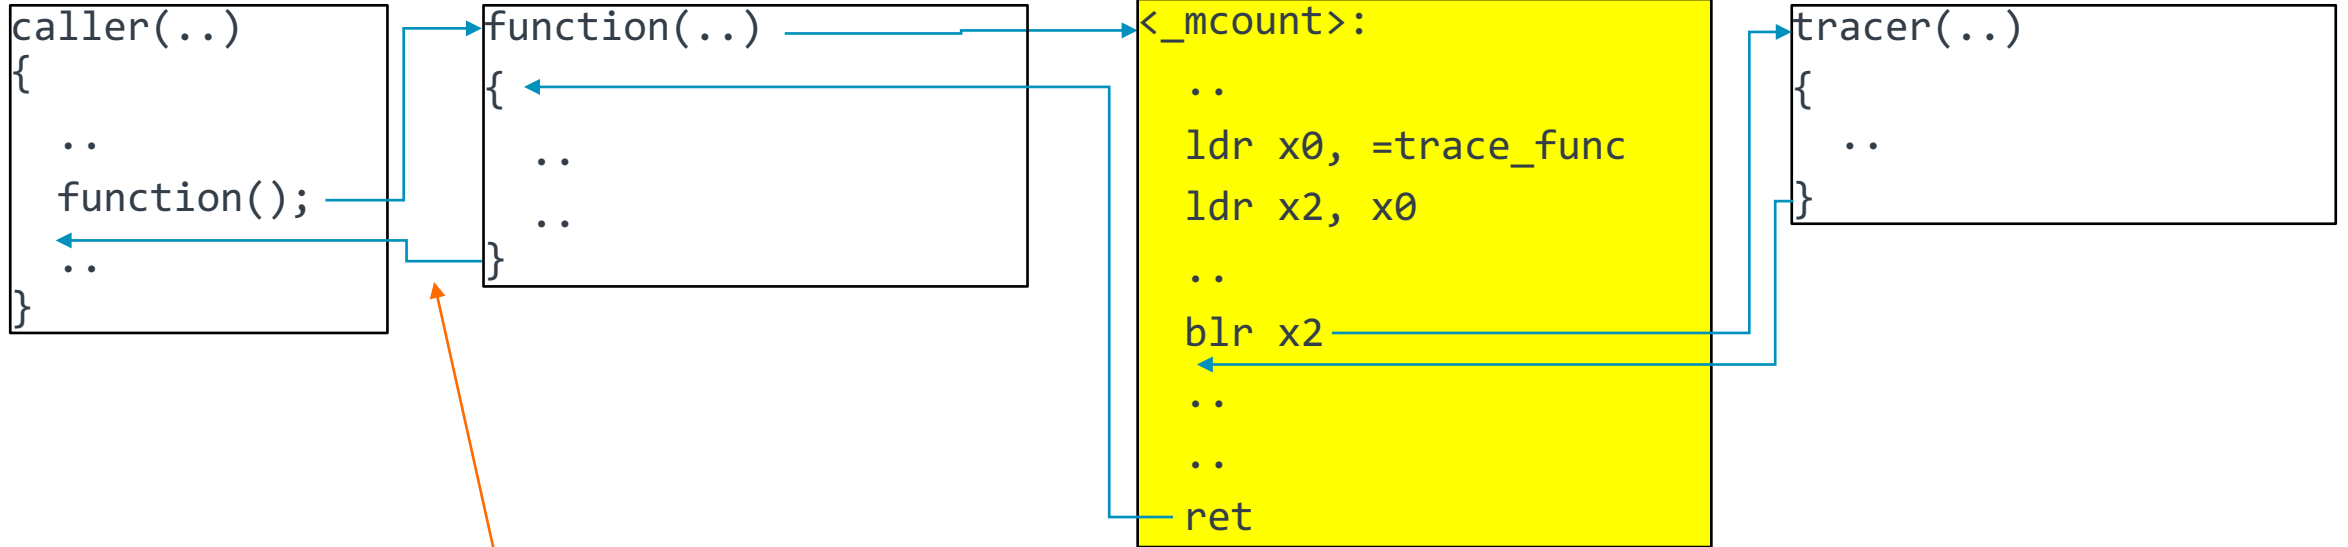 caller(..)
{
..
function();
..
}
function(..)
{
..
..
}
<_mcount>:
..
ldr x0, =trace_func
ldr x2, x0
..
blr x2
..
..
ret
tracer(..)
{
..
}